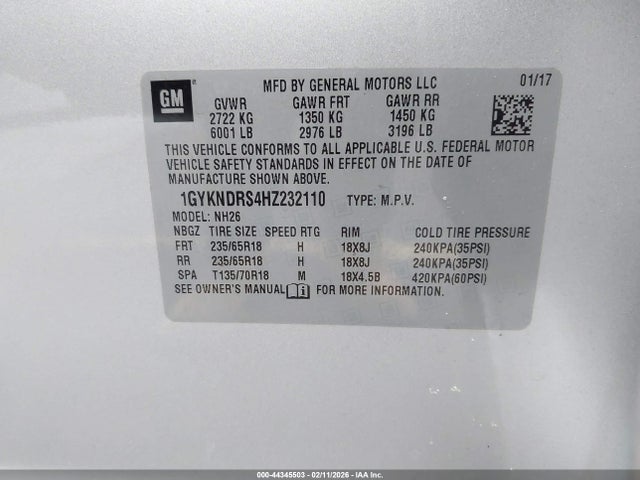 GM
MFD BY GENERAL MOTORS LLC 01/17
GVWR GAWR FRT GAWR RR
2722 KG 1350 KG 1450 KG
6001 LB 2976 LB 3196 LB
THIS VEHICLE CONFORMS TO ALL APPLICABLE U.S. FEDERAL MOTOR
VEHICLE SAFETY STANDARDS IN EFFECT ON THE DATE OF
MANUFACTURE SHOWN ABOVE.
1GYKNDRS4HZ232110 TYPE: M.P.V.
MODEL: NH26
NBGZ TIRE SIZE SPEED RTG RIM COLD TIRE PRESSURE
FRT 235/65R18 H 18X8J 240KPA(35PSI)
RR 235/65R18 H 18X8J 240KPA(35PSI)
SPA T135/70R18 M 18X4.5B 420KPA(60PSI)
SEE OWNER'S MANUAL FOR MORE INFORMATION.
000-44345503 - 02/11/2026 - IAA Inc.